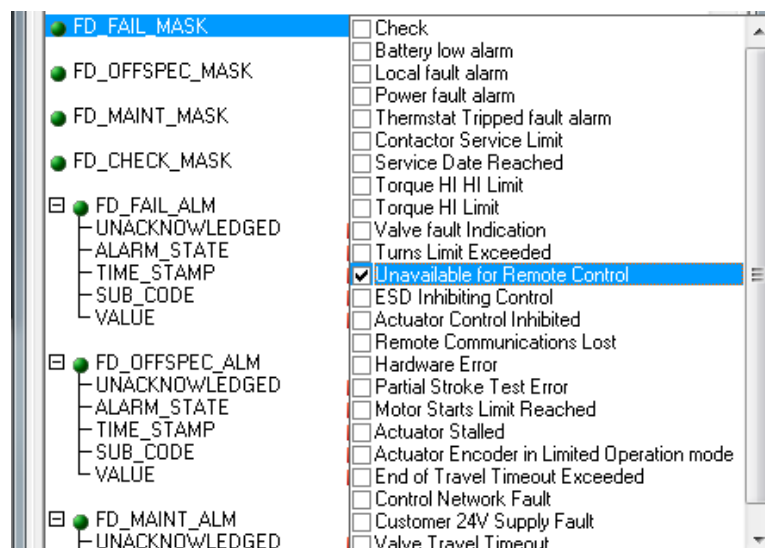 FD_FAIL_MASK
FD_OFFSPEC_MASK
FD_MAINT_MASK
FD_CHECK_MASK
FD_FAIL_ALM
UNACKNOWLEDGED
ALARM_STATE
TIME_STAMP
SUB_CODE
VALUE
FD_OFFSPEC_ALM
UNACKNOWLEDGED
ALARM_STATE
TIME_STAMP
SUB_CODE
VALUE
FD_MAINT_ALM
UNACKNOWLEDGED
Check
Battery low alarm
Local fault alarm
Power fault alarm
Thermstat Tripped fault alarm
Contactor Service Limit
Service Date Reached
Torque HI HI Limit
Torque HI Limit
Valve fault Indication
Turns Limit Exceeded
Unavailable for Remote Control
ESD Inhibiting Control
Actuator Control Inhibited
Remote Communications Lost
Hardware Error
Partial Stroke Test Error
Motor Starts Limit Reached
Actuator Stalled
Actuator Encoder in Limited Operation mode
End of Travel Timeout Exceeded
Control Network Fault
Customer 24V Supply Fault
Valve Travel Timeout